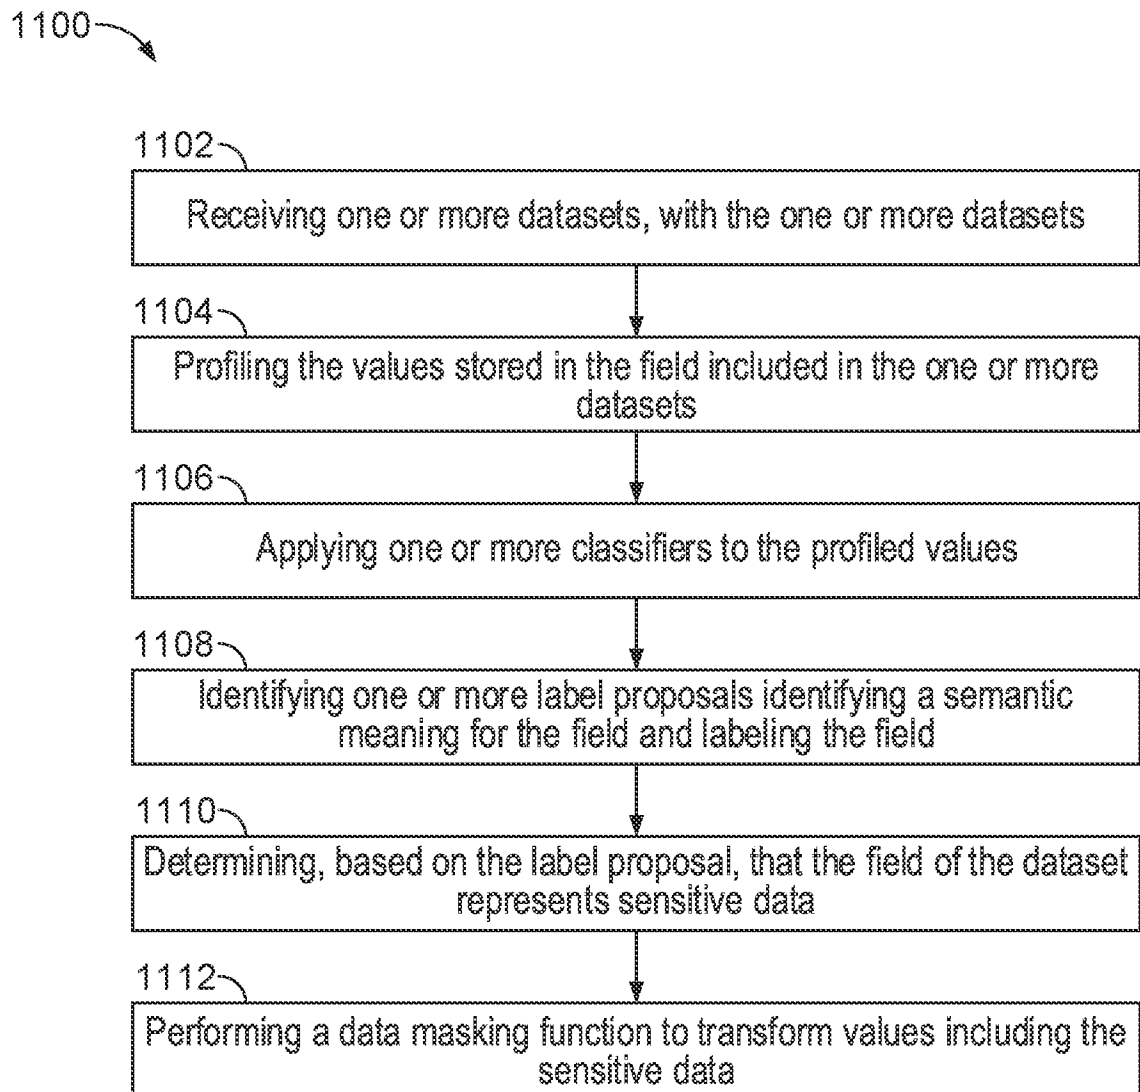 1100
1102
Receiving one or more datasets, with the one or more datasets
1104
Profiling the values stored in the field included in the one or more
datasets
1106
Applying one or more classifiers to the profiled values
1108
Identifying one or more label proposals identifying a semantic
meaning for the field and labeling the field
1110
Determining, based on the label proposal, that the field of the dataset
represents sensitive data
1112
Performing a data masking function to transform values including the
sensitive data